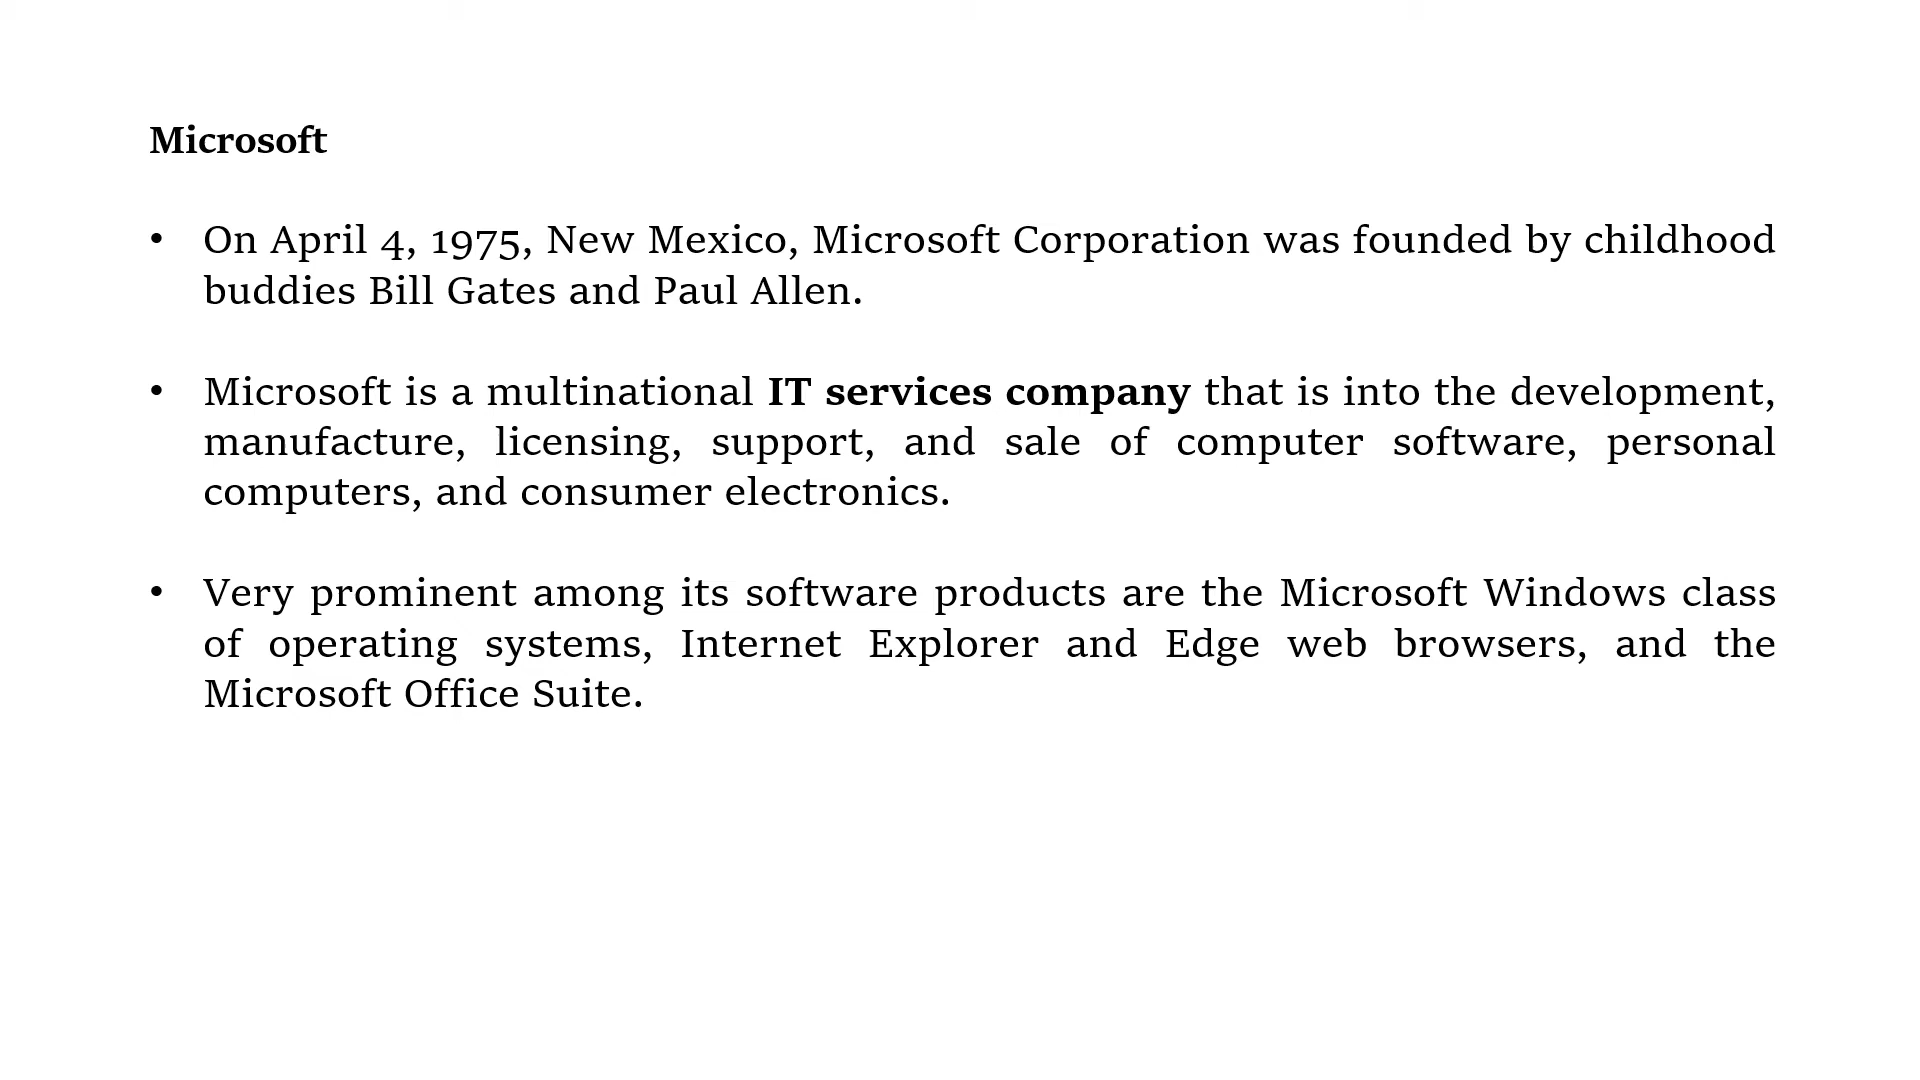 Microsoft
• On April 4, 1975, New Mexico, Microsoft Corporation was founded by childhood
buddies Bill Gates and Paul Allen.
• Microsoft is a multinational IT services company that is into the development,
manufacture, licensing, support, and sale of computer software, personal
computers, and consumer electronics.
• Very prominent among its software products are the Microsoft Windows class
of operating systems, Internet Explorer and Edge web browsers, and the
Microsoft Office Suite.